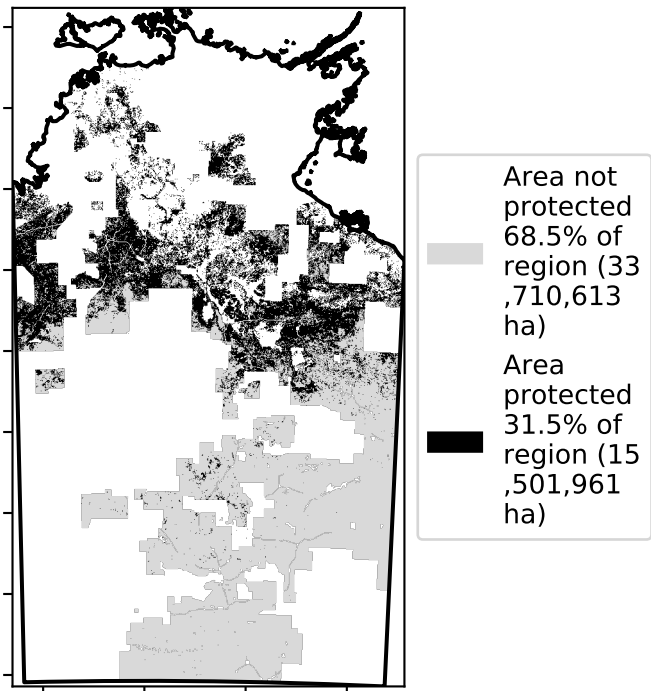 Area not
protected
68.5% of
region (33
,710,613
ha)
Area
protected
31.5% of
region (15
,501,961
ha)